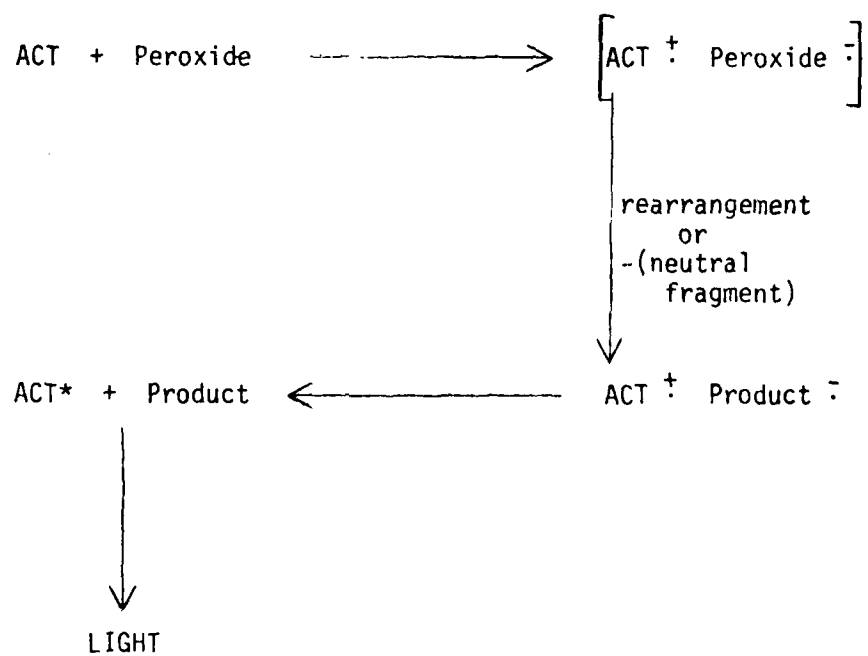 ACT + Peroxide [ACT +. Peroxide -.]
rearrangement
or
-(neutral
fragment)
ACT* + Product ACT +. Product -.
LIGHT